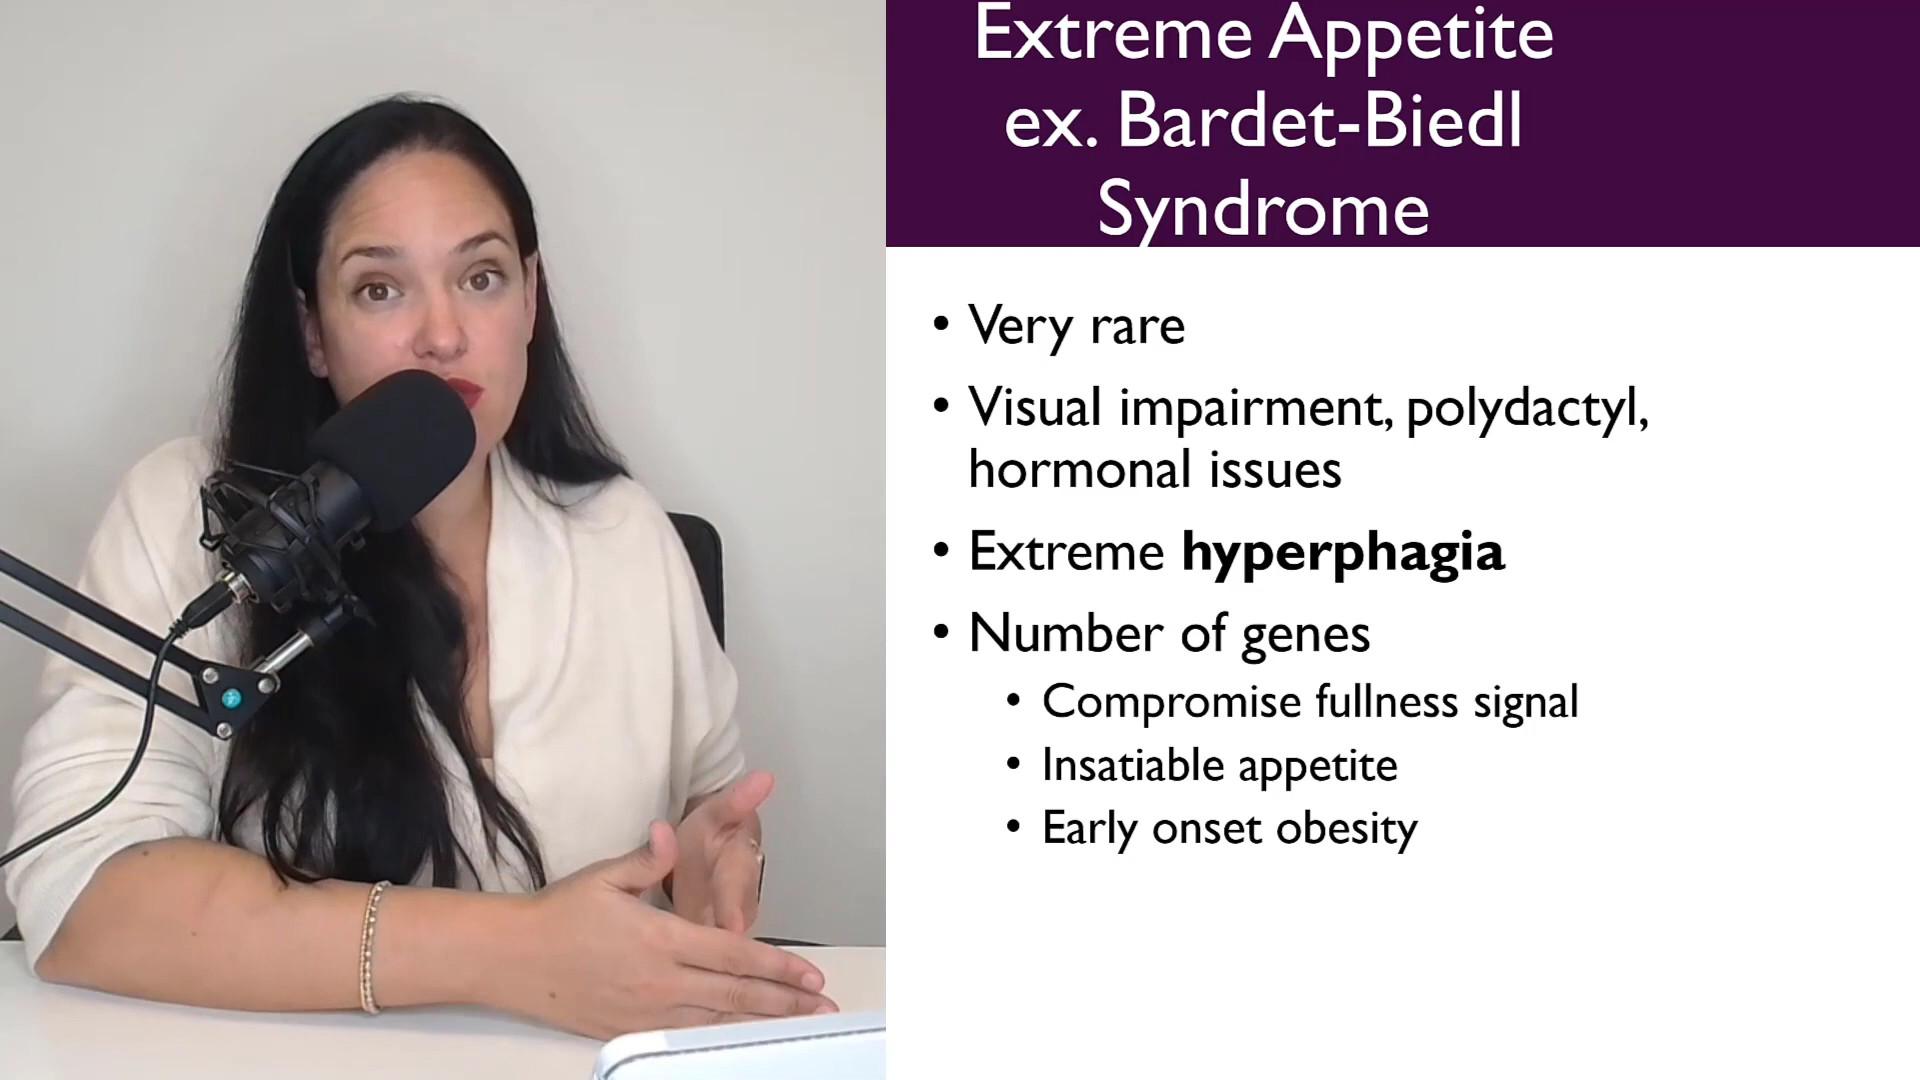 Extreme Appetite
ex. Bardet-Biedl
Syndrome
• Very rare
• Visual impairment, polydactyl,
hormonal issues
• Extreme hyperphagia
• Number of genes
• Compromise fullness signal
• Insatiable appetite
• Early onset obesity